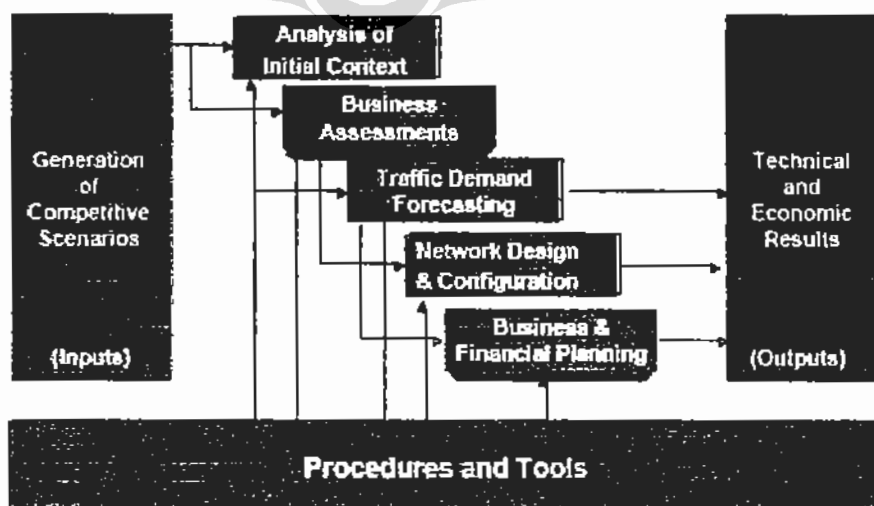 Analysis of
Initial Context
Business
Assessments
Generation
of
Competitive
Scenarios
(Inputs)
Traffic Demand
Forecasting
Network Design
& Configuration
Business &
Financial Planning
Technical
and
Economic
Results
(Outputs)
Procedures and Tools